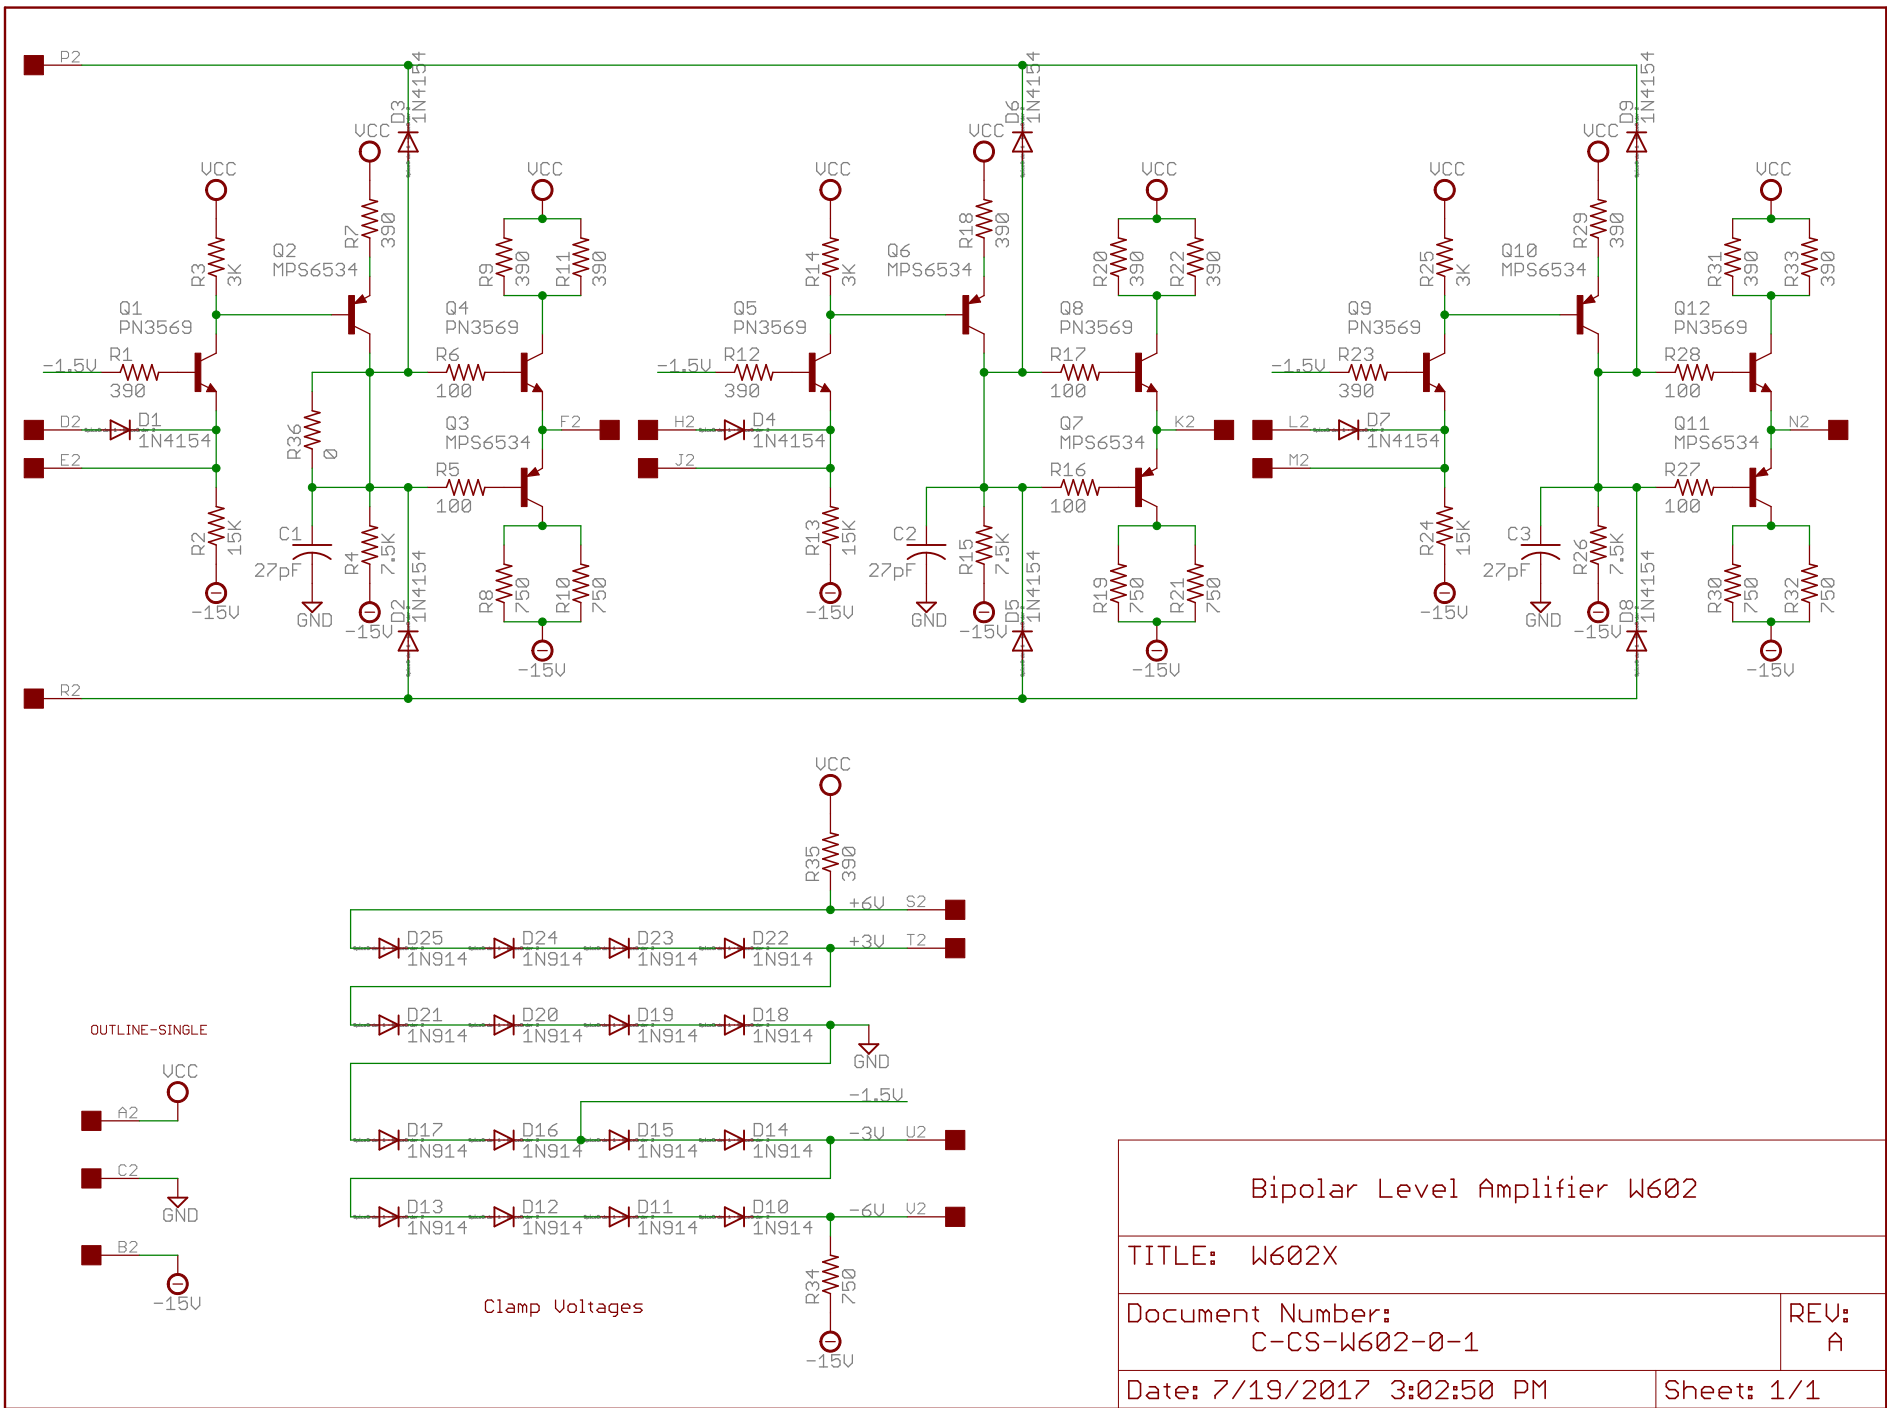 P2
D3
1N4154
D6
1N4154
D9
1N4154
VCC
VCC
VCC
VCC
VCC
VCC
VCC
VCC
VCC
R7
390
R18
390
R29
390
R3
3K
Q2
MPS6534
R9
390
R11
390
R14
3K
Q6
MPS6534
R20
390
R22
390
R25
3K
Q10
MPS6534
R31
390
R33
390
Q1
PN3569
Q4
PN3569
Q5
PN3569
Q8
PN3569
Q9
PN3569
Q12
PN3569
-1.5V
R1
390
R6
100
-1.5V
R12
390
R17
100
-1.5V
R23
390
R28
100
D2
D1
1N4154
R36
0
Q3
MPS6534
F2
H2
D4
1N4154
Q7
MPS6534
K2
L2
D7
1N4154
Q11
MPS6534
N2
E2
R5
100
J2
R16
100
M2
R27
100
R2
15K
C1
27pF
R4
7.5K
D2
1N4154
R8
750
R10
750
R13
15K
C2
27pF
R15
7.5K
D5
1N4154
R19
750
R21
750
R24
15K
C3
27pF
R26
7.5K
D8
1N4154
R30
750
R32
750
-15V
GND
-15V
-15V
-15V
GND
-15V
-15V
-15V
GND
-15V
-15V
R2
VCC
R35
390
+6V S2
D25
1N914
D24
1N914
D23
1N914
D22
1N914
+3V T2
D21
1N914
D20
1N914
D19
1N914
D18
1N914
GND
-1.5V
D17
1N914
D16
1N914
D15
1N914
D14
1N914
-3V U2
D13
1N914
D12
1N914
D11
1N914
D10
1N914
-6V V2
R34
750
-15V
Clamp Voltages
OUTLINE-SINGLE
VCC
A2
C2
GND
B2
-15V
Bipolar Level Amplifier W602
TITLE: W602X
Document Number:
C-CS-W602-0-1
REV:
A
Date: 7/19/2017 3:02:50 PM
Sheet: 1/1